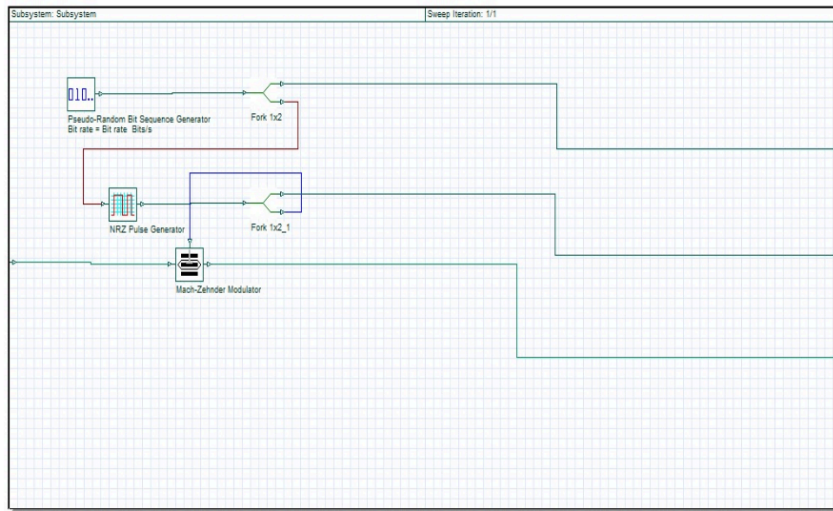 Subsystem: Subsystem
Sweep Iteration: 1/1
010..
Pseudo-Random Bit Sequence Generator
Bit rate = Bit rate Bits/s
Fork 1x2
NRZ Pulse Generator
Fork 1x2_1
Mach-Zehnder Modulator